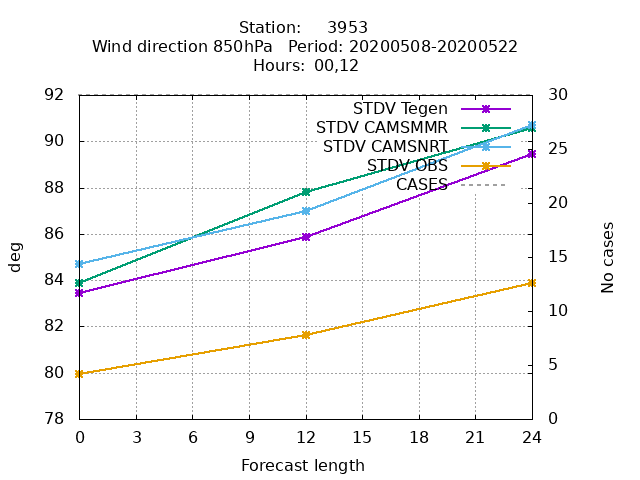 Station: 3953
Wind direction 850hPa Period: 20200508-20200522
Hours: 00,12
92
90
88
86
84
82
80
78
30
25
20
15
10
5
0
STDV Tegen
STDV CAMSMMR
STDV CAMSNRT
STDV OBS
CASES
deg
No cases
0 3 6 9 12 15 18 21 24
Forecast length